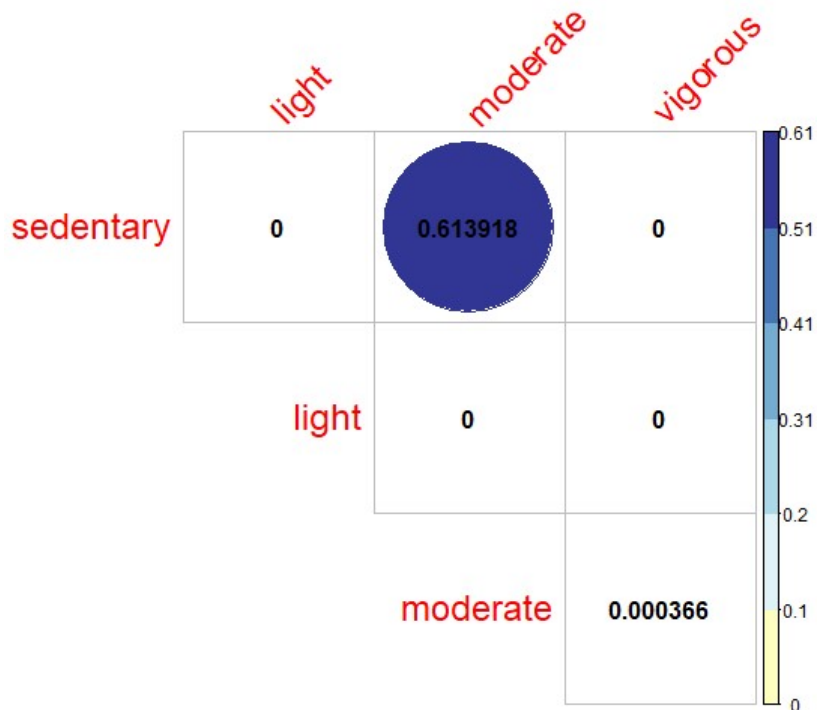 light moderate vigorous
sedentary 0 0.613918 0
light 0 0
moderate 0.000366
0.61
0.51
0.41
0.31
0.2
0.1
0